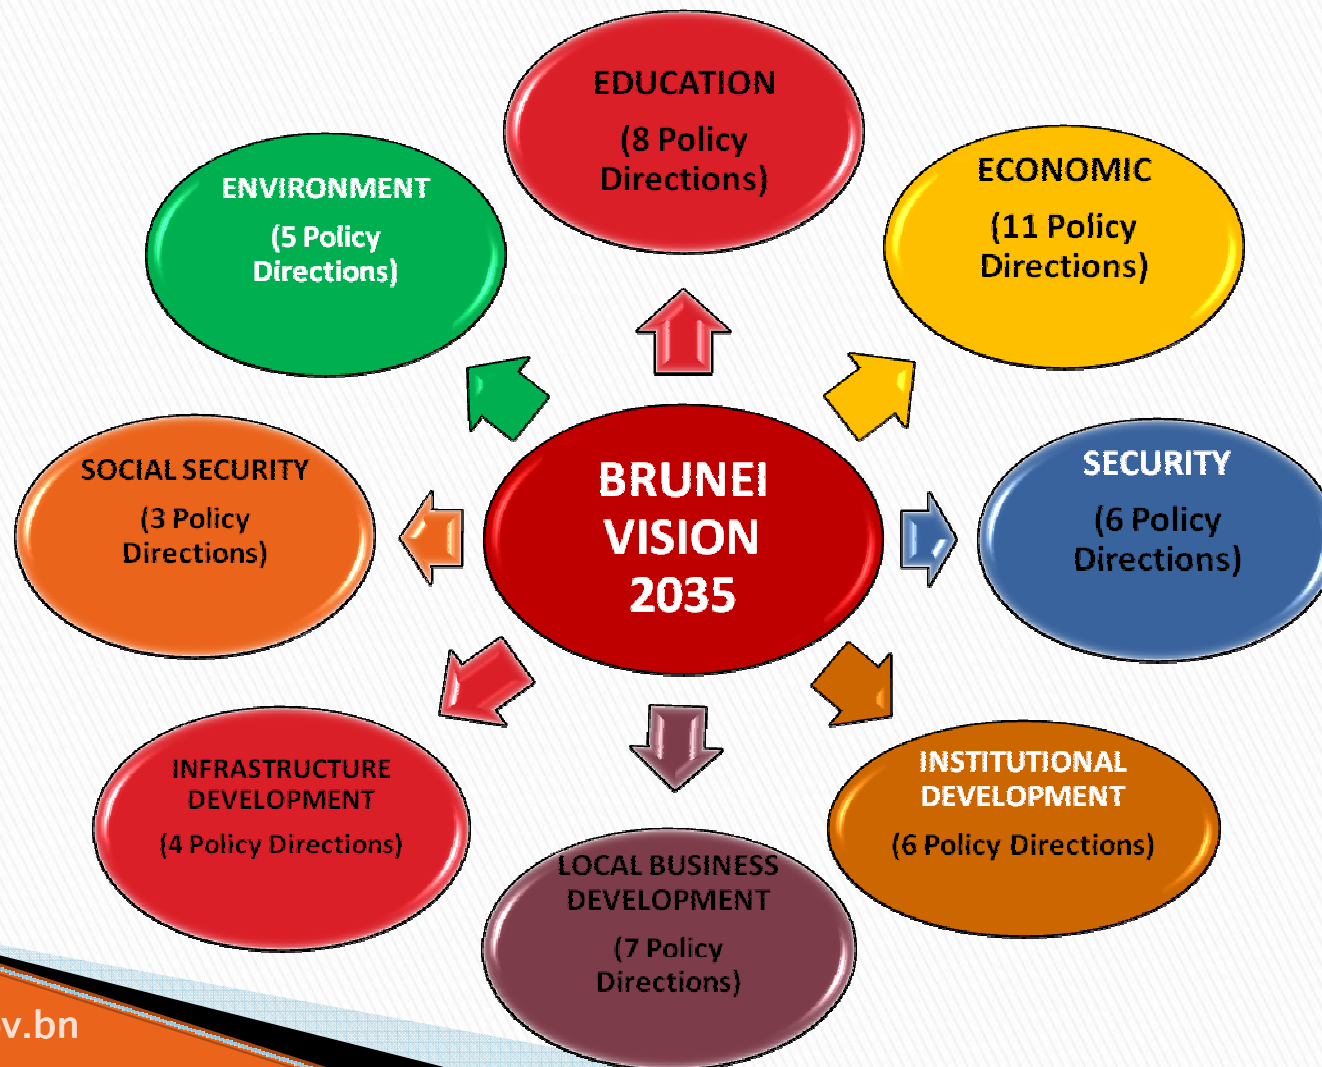 EDUCATION
(8 Policy
Directions)
ECONOMIC
(11 Policy
Directions)
SECURITY
(6 Policy
Directions)
INSTITUTIONAL
DEVELOPMENT
(6 Policy Directions)
LOCAL BUSINESS
DEVELOPMENT
(7 Policy
Directions)
INFRASTRUCTURE
DEVELOPMENT
(4 Policy Directions)
SOCIAL SECURITY
(3 Policy
Directions)
ENVIRONMENT
(5 Policy
Directions)
BRUNEI
VISION
2035
v.bn